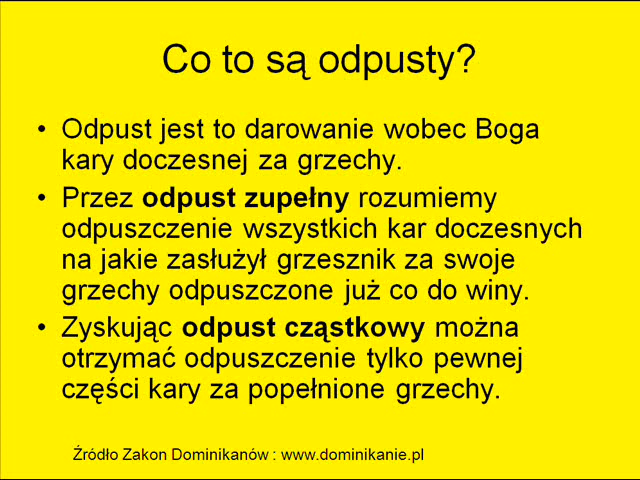 Co to są odpusty?
• Odpust jest to darowanie wobec Boga
kary doczesnej za grzechy.
• Przez odpust zupełny rozumiemy
odpuszczenie wszystkich kar doczesnych
na jakie zasłużył grzesznik za swoje
grzechy odpuszczone już co do winy.
• Zyskując odpust cząstkowy można
otrzymać odpuszczenie tylko pewnej
części kary za popełnione grzechy.
Źródło Zakon Dominikanów : www.dominikanie.pl